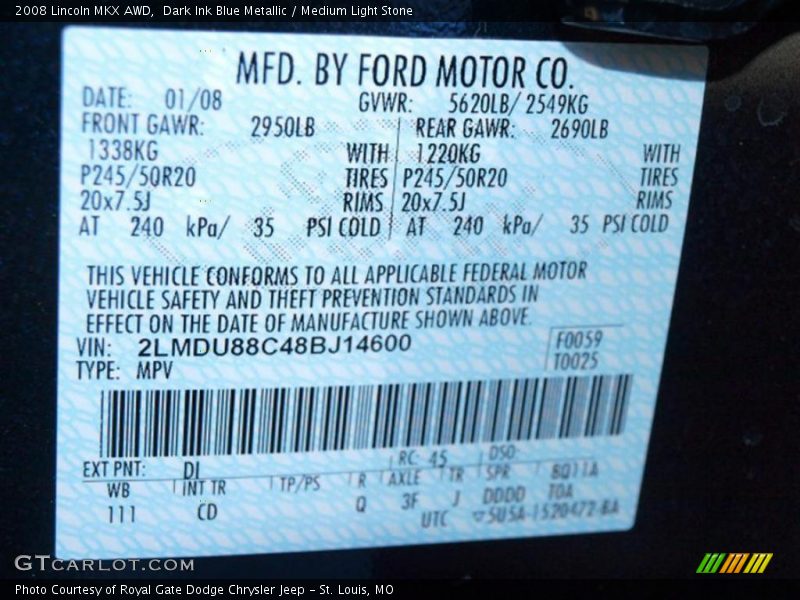 2008 Lincoln MKX AWD, Dark Ink Blue Metallic / Medium Light Stone
MFD. BY FORD MOTOR CO.
DATE: 01/08 GVWR: 5620LB/ 2549KG
FRONT GAWR: 2950LB REAR GAWR: 2690LB
1338KG WITH 1220KG WITH
P245/50R20 TIRES P245/50R20 TIRES
20x7.5J RIMS 20x7.5J RIMS
AT 240 kPa/ 35 PSI COLD AT 240 kPa/ 35 PSI COLD
THIS VEHICLE CONFORMS TO ALL APPLICABLE FEDERAL MOTOR
VEHICLE SAFETY AND THEFT PREVENTION STANDARDS IN
EFFECT ON THE DATE OF MANUFACTURE SHOWN ABOVE.
VIN: 2LMDU88C48BJ14600 F0059
TYPE: MPV T0025
EXT PNT: DI RC: 45 DSO:
WB INT TR TP/PS R AXLE TR SPR
111 CD Q 3F J DDDD
UTC
GTCARLOT.COM
Photo Courtesy of Royal Gate Dodge Chrysler Jeep - St. Louis, MO